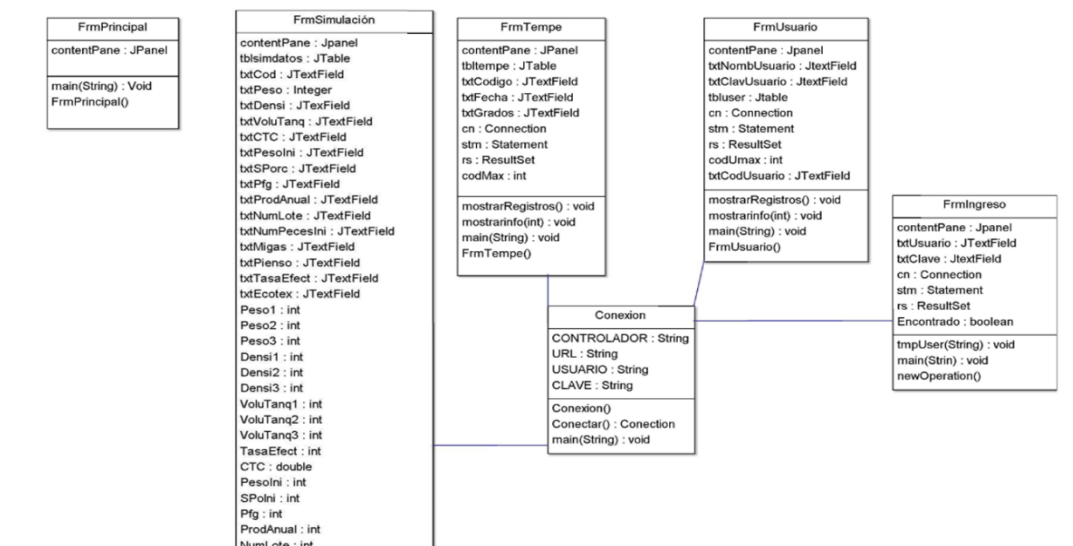 FrmPrincipal
contentPane : JPanel
main(String) : Void
FrmPrincipal()
FrmSimulación
contentPane : Jpanel
tblsimdatos : JTable
txtCod : JTextField
txtPeso : Integer
txtDensi : JTexField
txtVoluTanq : JTextField
txtCTC : JTextField
txtPesoIni : JTextField
txtSPorc : JTextField
txtPfg : JTextField
txtProdAnual : JTextField
txtNumLote : JTextField
txtNumPecesIni : JTextField
txtMigas : JTextField
txtPienso : JTextField
txtTasaEfect : JTextField
txtEcotex : JTextField
Peso1 : int
Peso2 : int
Peso3 : int
Densi1 : int
Densi2 : int
Densi3 : int
VoluTanq1 : int
VoluTanq2 : int
VoluTanq3 : int
TasaEfect : int
CTC : double
PesoIni : int
SPoIni : int
Pfg : int
ProdAnual : int
NumLote : int
FrmTempe
contentPane : JPanel
tbltempe : JTable
txtCodigo : JTextField
txtFecha : JTextField
txtGrados : JTextField
cn : Connection
stm : Statement
rs : ResultSet
codMax : int
mostrarRegistros() : void
mostrarinfo(int) : void
main(String) : void
FrmTempe()
FrmUsuario
contentPane : Jpanel
txtNombUsuario : JtextField
txtClavUsuario : JtextField
tbluser : Jtable
cn : Connection
stm : Statement
rs : ResultSet
codUmax : int
txtCodUsuario : JTextField
mostrarRegistros() : void
mostrarinfo(int) : void
main(String) : void
FrmUsuario()
FrmIngreso
contentPane : Jpanel
txtUsuario : JTextField
txtClave : JtextField
cn : Connection
stm : Statement
rs : ResultSet
Encontrado : boolean
tmpUser(String) : void
main(Strin) : void
newOperation()
Conexion
CONTROLADOR : String
URL : String
USUARIO : String
CLAVE : String
Conexion()
Conectar() : Conection
main(String) : void